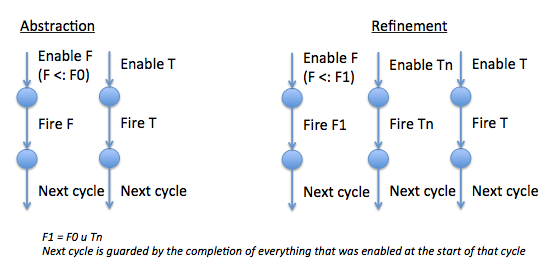 Abstraction
Refinement
Enable F
(F <: F0)
Enable T
Enable F
(F <: F1)
Enable Tn
Enable T
Fire F
Fire T
Fire F1
Fire Tn
Fire T
Next cycle
Next cycle
Next cycle
Next cycle
Next cycle
F1 = F0 u Tn
Next cycle is guarded by the completion of everything that was enabled at the start of that cycle